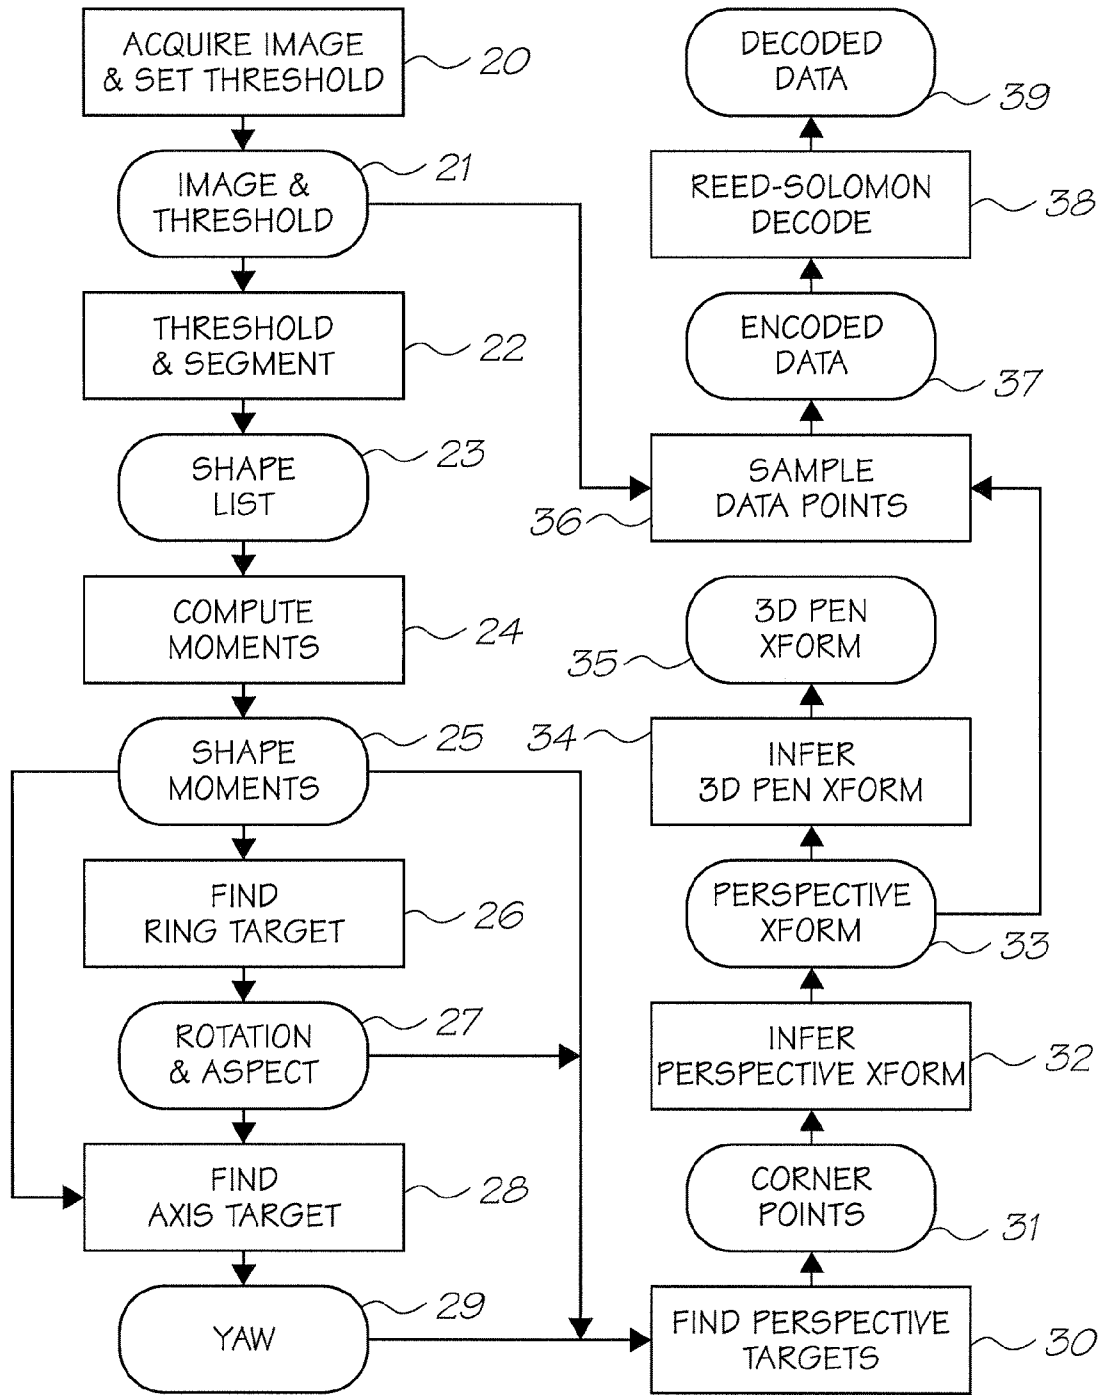 ACQUIRE IMAGE
& SET THRESHOLD
20
IMAGE &
THRESHOLD
21
THRESHOLD
& SEGMENT
22
SHAPE
LIST
23
COMPUTE
MOMENTS
24
SHAPE
MOMENTS
25
FIND
RING TARGET
26
ROTATION
& ASPECT
27
FIND
AXIS TARGET
28
YAW
29
DECODED
DATA
39
REED-SOLOMON
DECODE
38
ENCODED
DATA
37
SAMPLE
DATA POINTS
36
3D PEN
XFORM
35
34
INFER
3D PEN XFORM
PERSPECTIVE
XFORM
33
INFER
PERSPECTIVE XFORM
32
CORNER
POINTS
31
FIND PERSPECTIVE
TARGETS
30